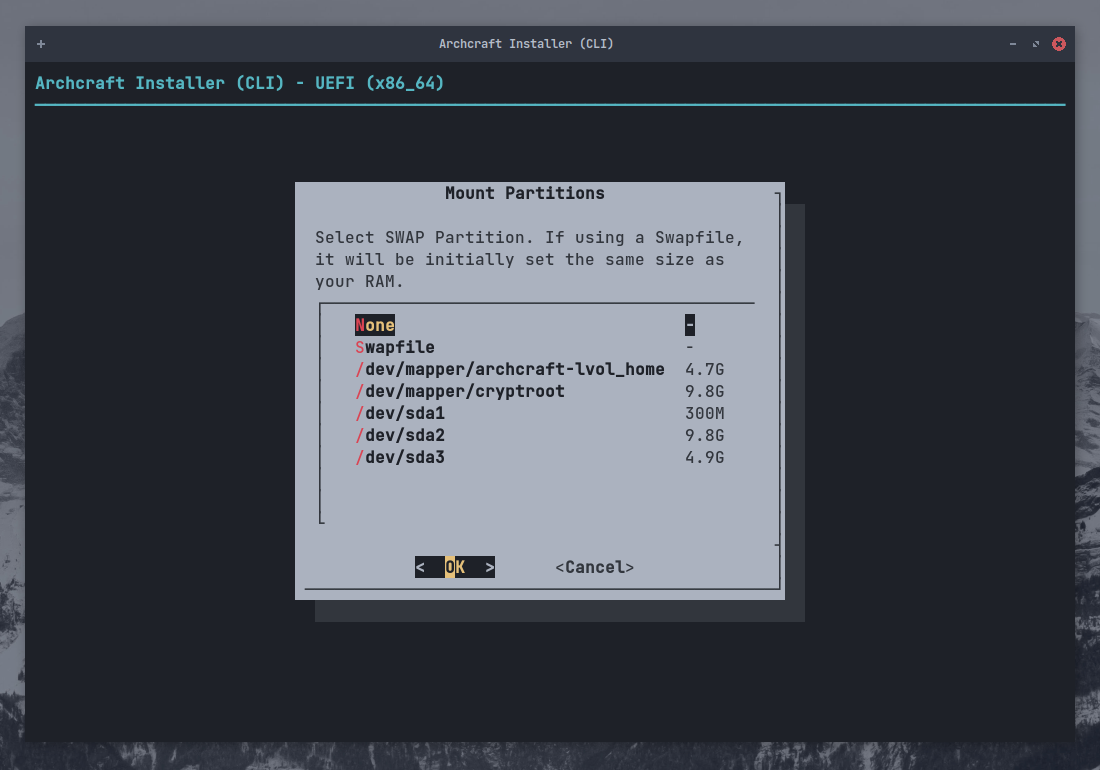 Archcraft Installer (CLI)
Archcraft Installer (CLI) - UEFI (x86_64)
Mount Partitions
Select SWAP Partition. If using a Swapfile,
it will be initially set the same size as
your RAM.
None -
Swapfile -
/dev/mapper/archcraft-lvol_home 4.7G
/dev/mapper/cryptroot 9.8G
/dev/sda1 300M
/dev/sda2 9.8G
/dev/sda3 4.9G
< OK > <Cancel>